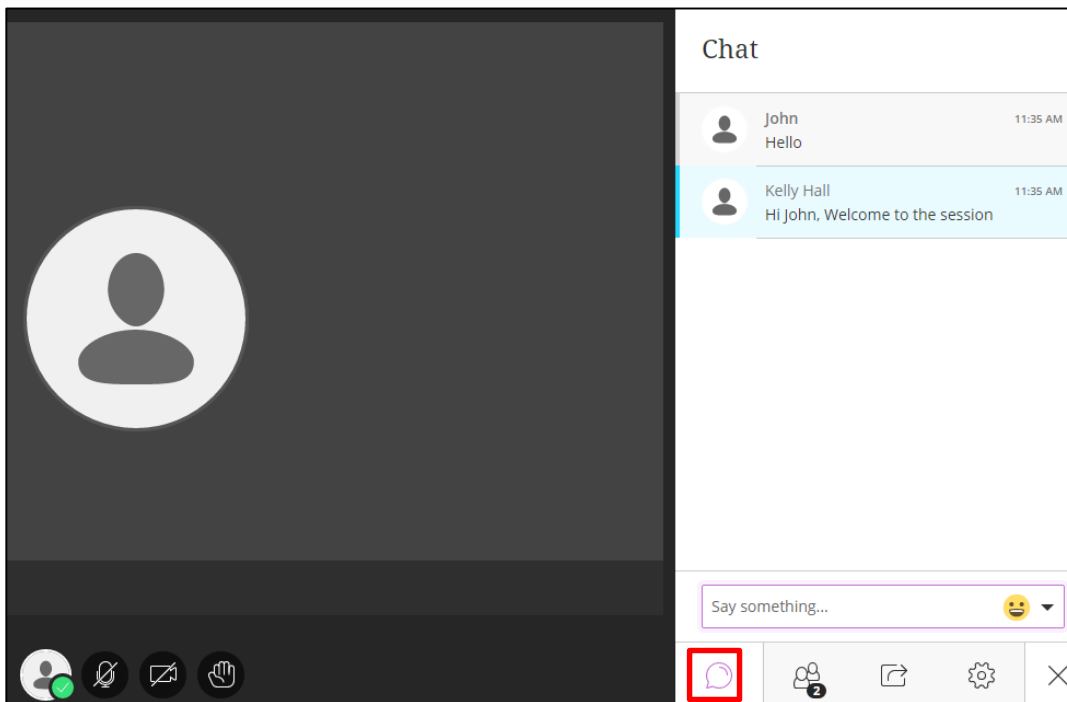 Chat
John 11:35 AM
Hello
Kelly Hall 11:35 AM
Hi John, Welcome to the session
Say something...
2